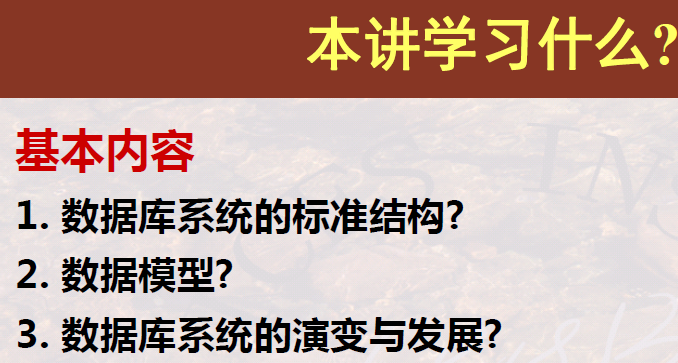 本讲学习什么?
基本内容
1. 数据库系统的标准结构?
2. 数据模型?
3. 数据库系统的演变与发展?